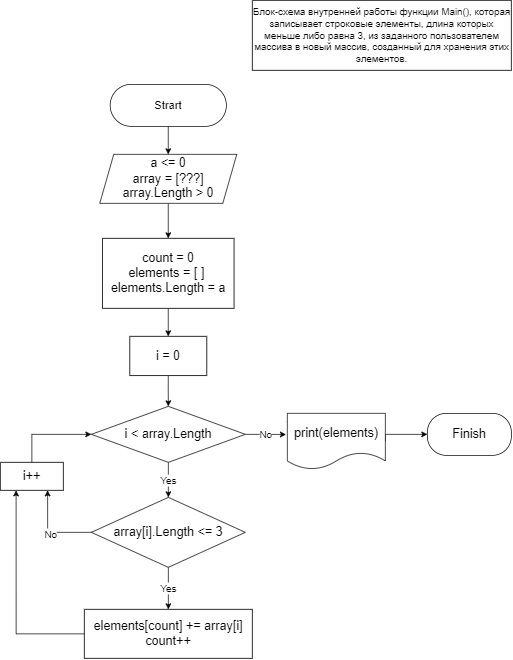 Блок-схема внутренней работы функции Main(), которая
записывает строковые элементы, длина которых
меньше либо равна 3, из заданного пользователем
массива в новый массив, созданный для хранения этих
элементов.
Strart
a <= 0
array = [???]
array.Length > 0
count = 0
elements = [ ]
elements.Length = a
i = 0
i < array.Length
No
print(elements)
Finish
i++
Yes
array[i].Length <= 3
No
Yes
elements[count] += array[i]
count++